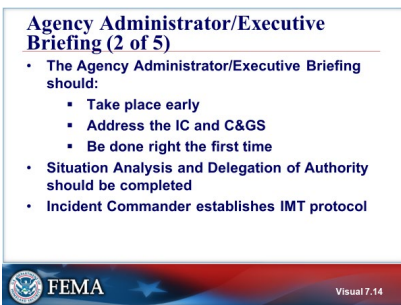 Agency Administrator/Executive
Briefing (2 of 5)
• The Agency Administrator/Executive Briefing
should:
▪ Take place early
▪ Address the IC and C&GS
▪ Be done right the first time
• Situation Analysis and Delegation of Authority
should be completed
• Incident Commander establishes IMT protocol
FEMA
Visual 7.14